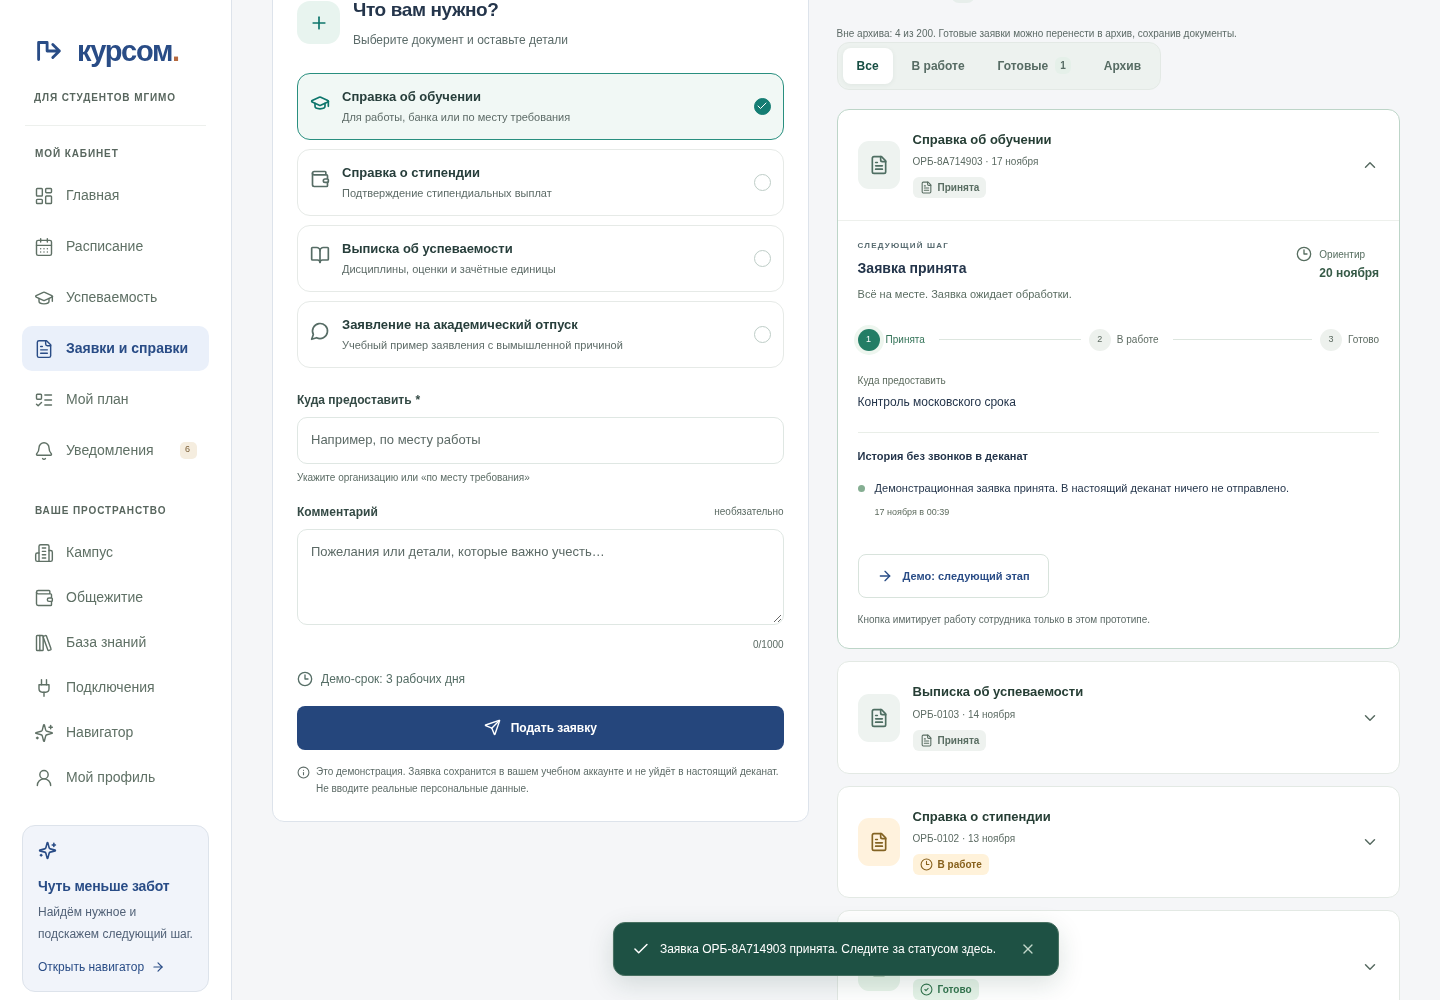 курсом.
ДЛЯ СТУДЕНТОВ МГИМО
МОЙ КАБИНЕТ
Главная
Расписание
Успеваемость
Заявки и справки
Мой план
Уведомления 6
ВАШЕ ПРОСТРАНСТВО
Кампус
Общежитие
База знаний
Подключения
Навигатор
Мой профиль
Чуть меньше забот
Найдём нужное и
подскажем следующий шаг.
Открыть навигатор
Что вам нужно?
Выберите документ и оставьте детали
Справка об обучении
Для работы, банка или по месту требования
Справка о стипендии
Подтверждение стипендиальных выплат
Выписка об успеваемости
Дисциплины, оценки и зачётные единицы
Заявление на академический отпуск
Учебный пример заявления с вымышленной причиной
Куда предоставить *
Например, по месту работы
Укажите организацию или «по месту требования»
Комментарий необязательно
Пожелания или детали, которые важно учесть…
0/1000
Демо-срок: 3 рабочих дня
Подать заявку
Это демонстрация. Заявка сохранится в вашем учебном аккаунте и не уйдёт в настоящий деканат.
Не вводите реальные персональные данные.
Вне архива: 4 из 200. Готовые заявки можно перенести в архив, сохранив документы.
Все В работе Готовые 1 Архив
Справка об обучении
ОРБ-8A714903 · 17 ноября
Принята
СЛЕДУЮЩИЙ ШАГ
Заявка принята
Всё на месте. Заявка ожидает обработки.
Ориентир
20 ноября
1 Принята 2 В работе 3 Готово
Куда предоставить
Контроль московского срока
История без звонков в деканат
Демонстрационная заявка принята. В настоящий деканат ничего не отправлено.
17 ноября в 00:39
Демо: следующий этап
Кнопка имитирует работу сотрудника только в этом прототипе.
Выписка об успеваемости
ОРБ-0103 · 14 ноября
Принята
Справка о стипендии
ОРБ-0102 · 13 ноября
В работе
Заявка ОРБ-8A714903 принята. Следите за статусом здесь.
Готово